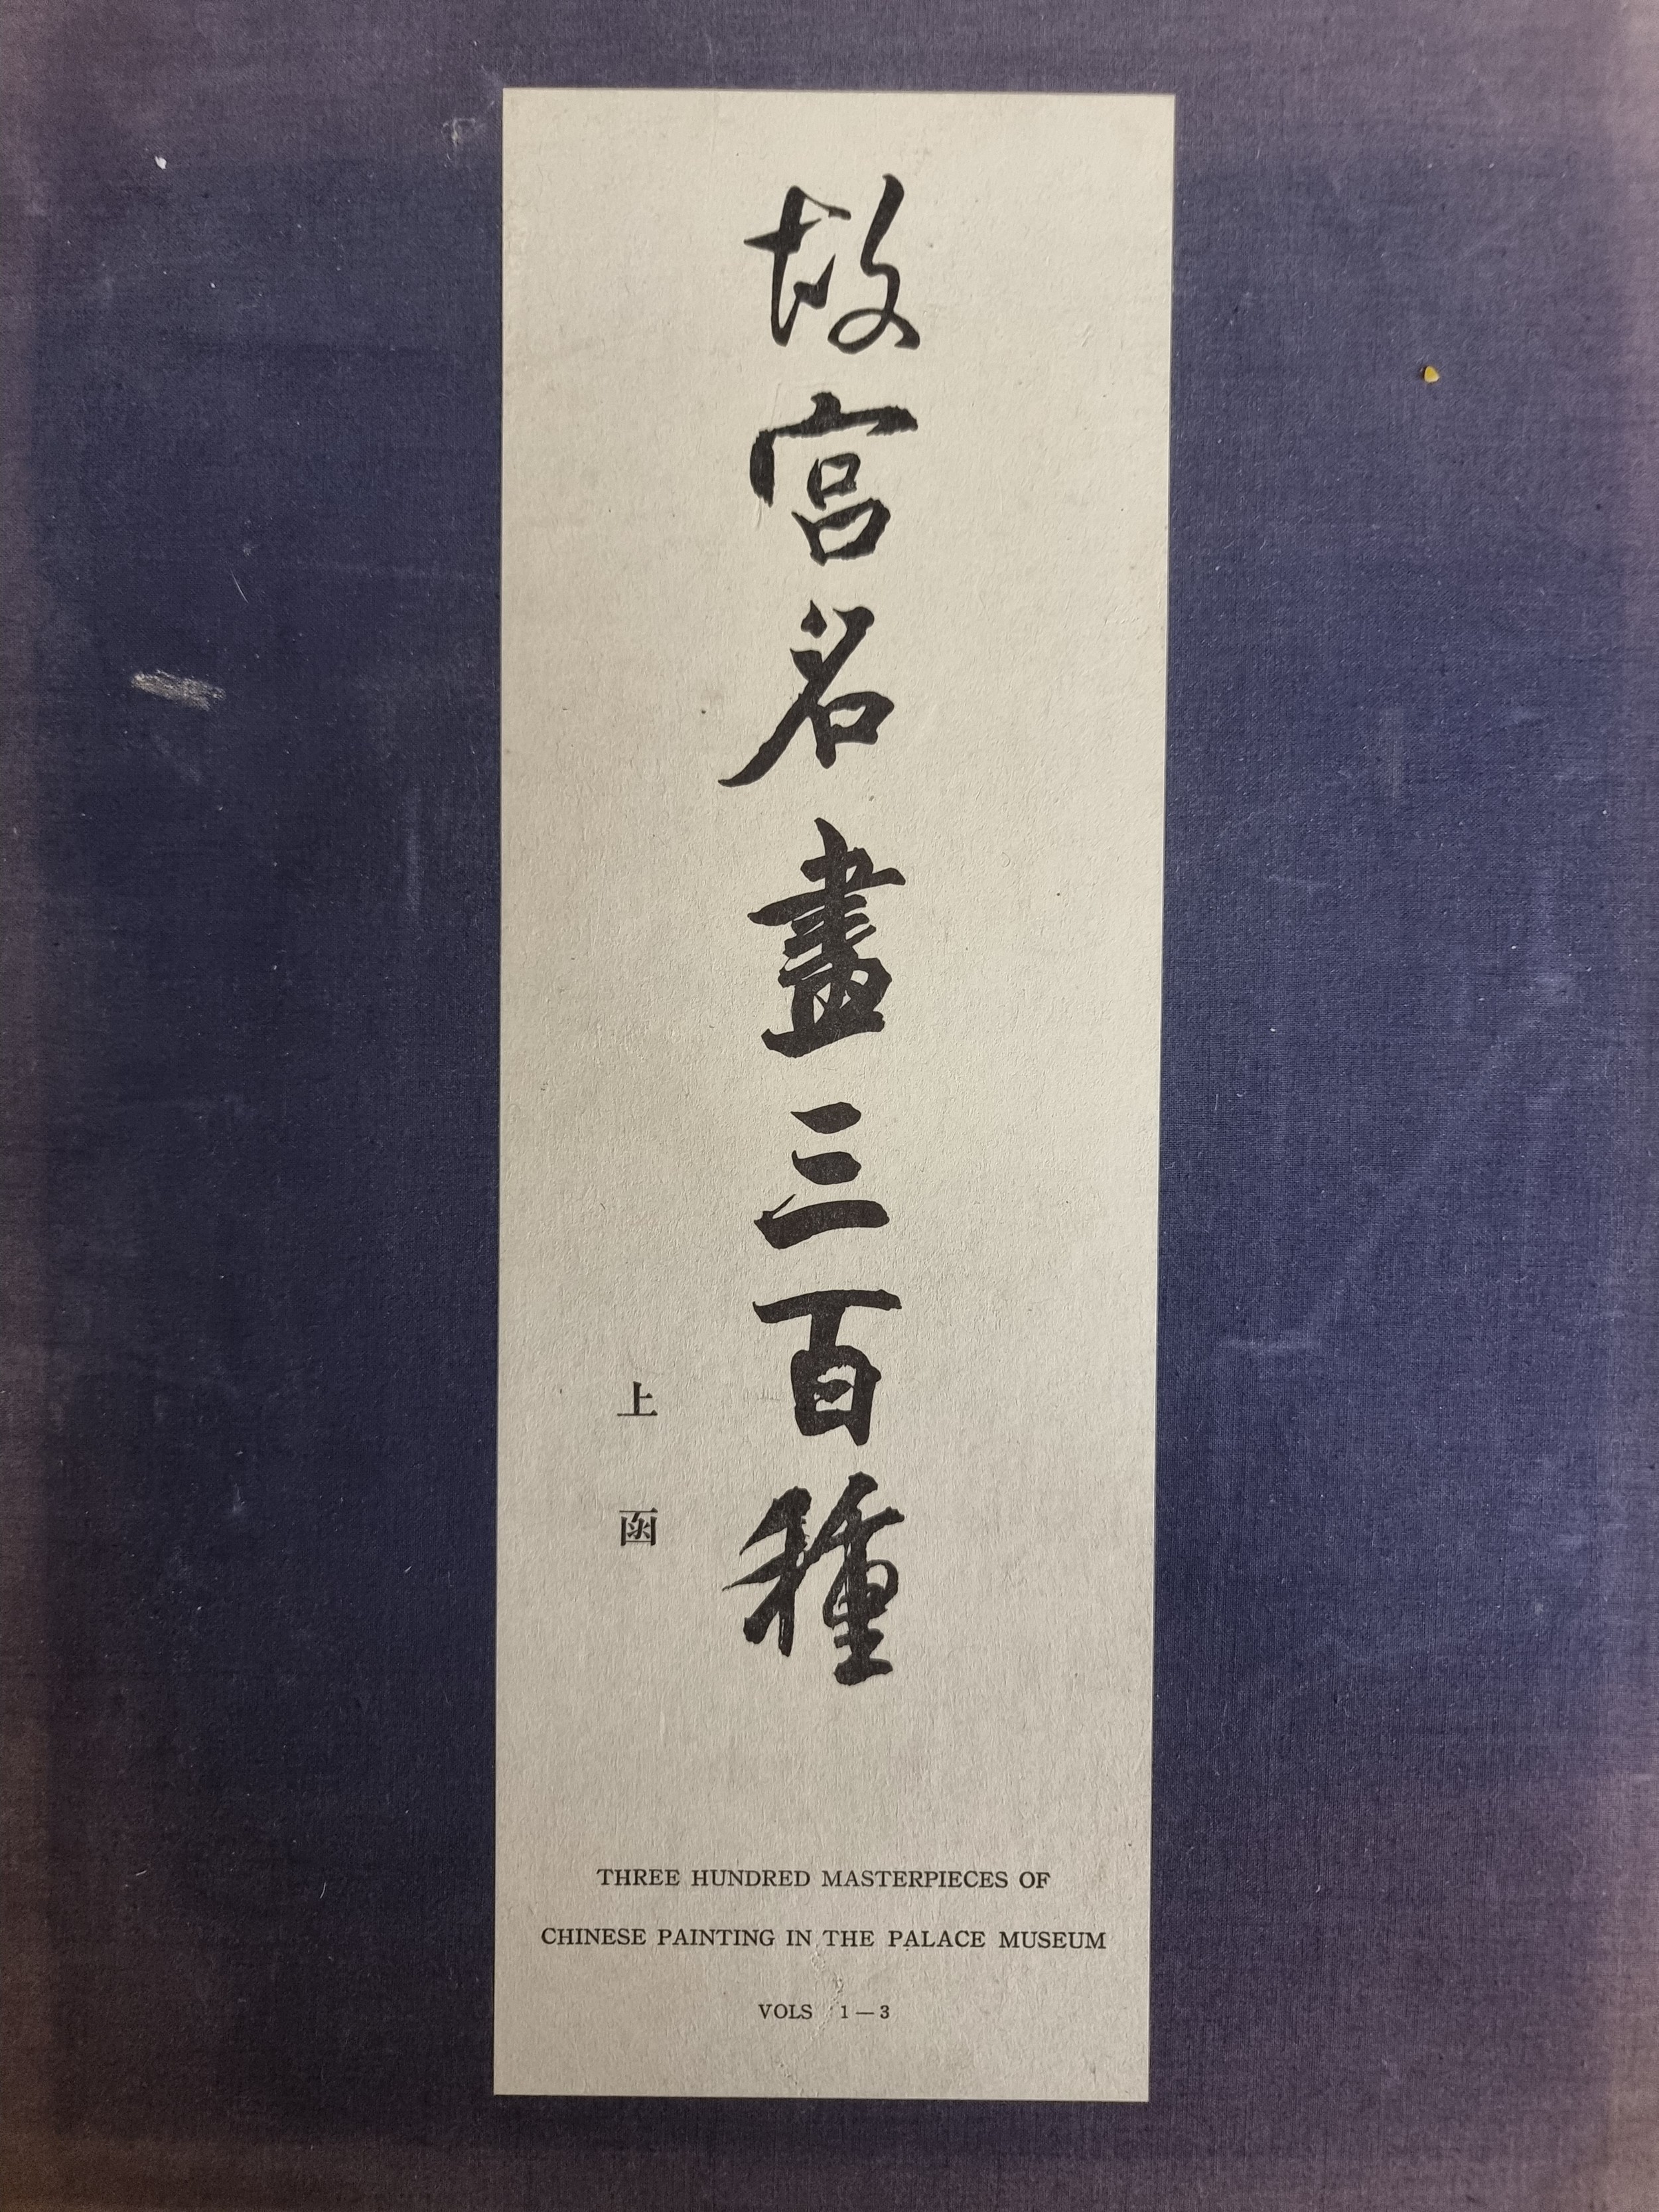 故宮名畫三百種
上函
THREE HUNDRED MASTERPIECES OF
CHINESE PAINTING IN THE PALACE MUSEUM
VOLS 1—3